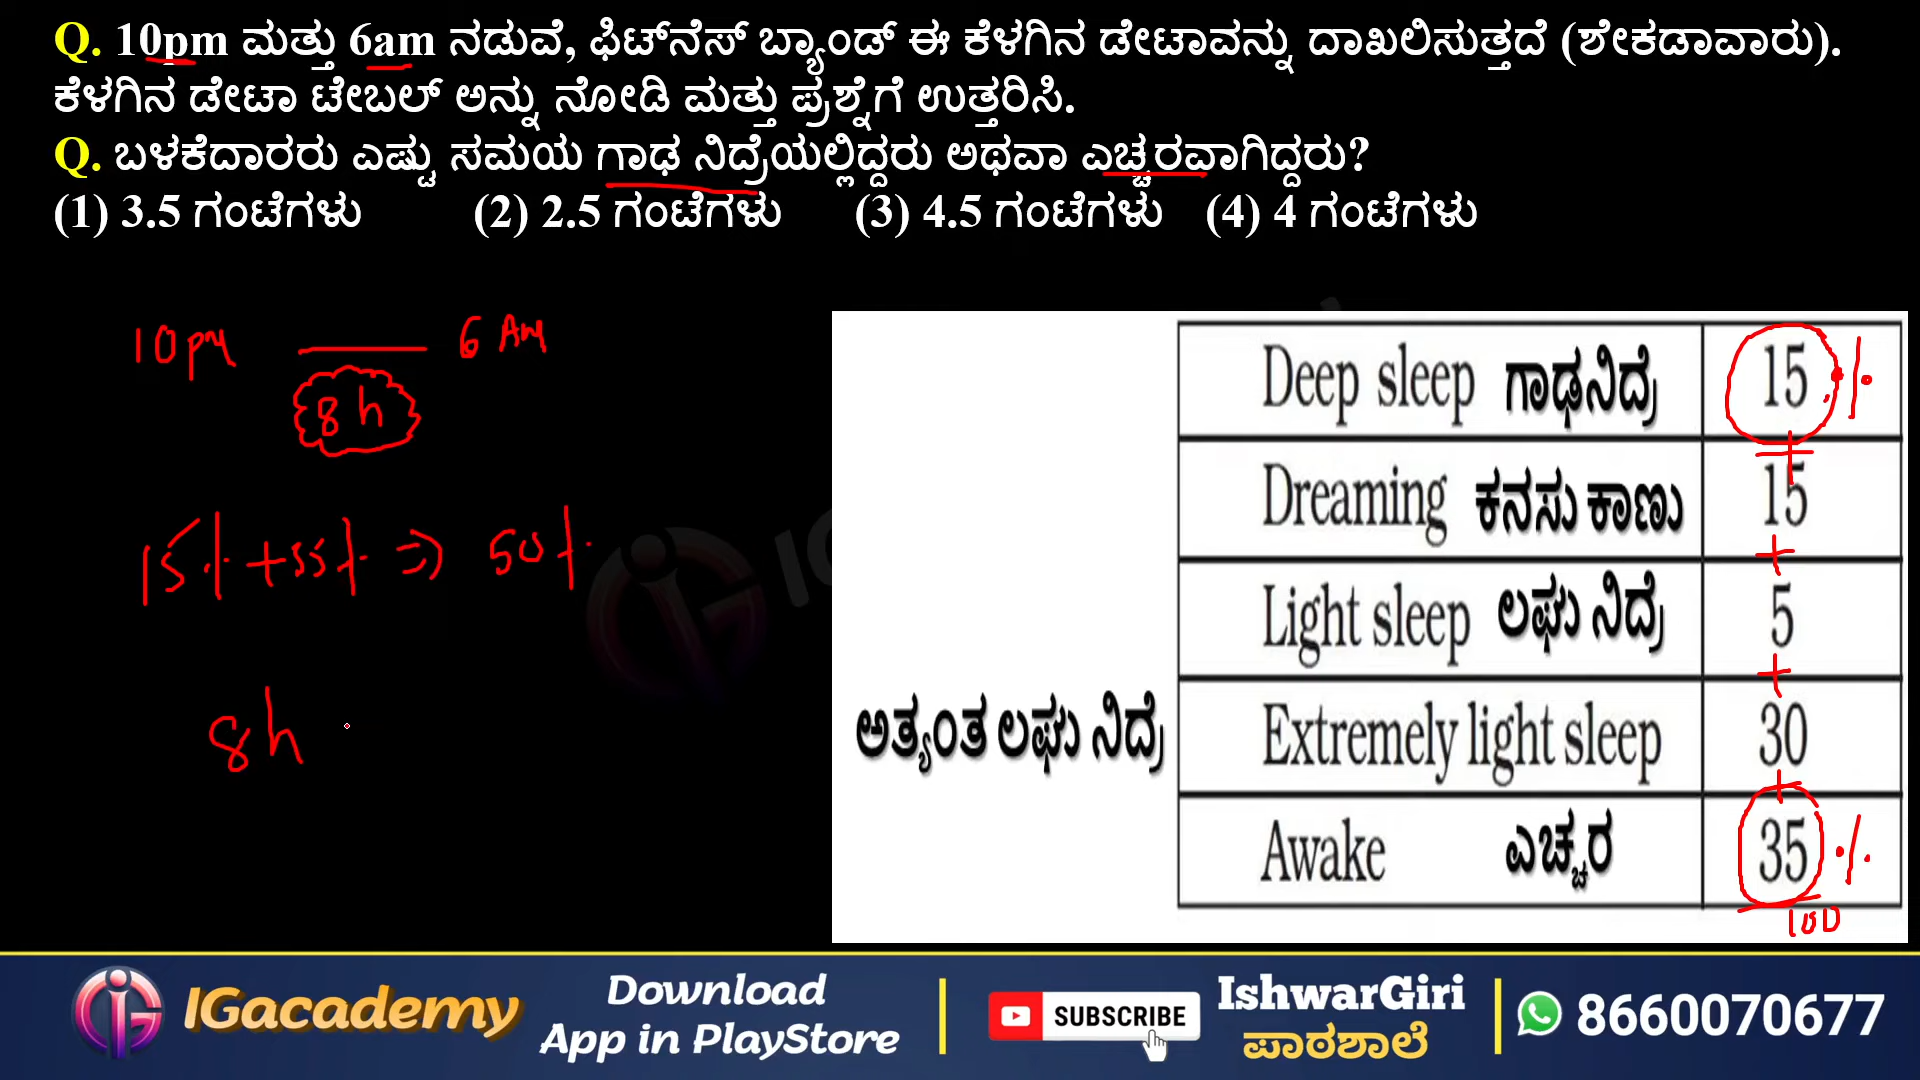 Q. 10pm ಮತ್ತು 6am ನಡುವೆ, ಫಿಟ್‌ನೆಸ್ ಬ್ಯಾಂಡ್ ಈ ಕೆಳಗಿನ ಡೇಟಾವನ್ನು ದಾಖಲಿಸುತ್ತದೆ (ಶೇಕಡಾವಾರು).
ಕೆಳಗಿನ ಡೇಟಾ ಟೇಬಲ್ ಅನ್ನು ನೋಡಿ ಮತ್ತು ಪ್ರಶ್ನೆಗೆ ಉತ್ತರಿಸಿ.
Q. ಬಳಕೆದಾರರು ಎಷ್ಟು ಸಮಯ ಗಾಢ ನಿದ್ರೆಯಲ್ಲಿದ್ದರು ಅಥವಾ ಎಚ್ಚರವಾಗಿದ್ದರು?
(1) 3.5 ಗಂಟೆಗಳು (2) 2.5 ಗಂಟೆಗಳು (3) 4.5 ಗಂಟೆಗಳು (4) 4 ಗಂಟೆಗಳು
10pm 6 AM
8 h
15% + 35% => 50%
8h
Deep sleep ಗಾಢನಿದ್ರೆ 15 %
Dreaming ಕನಸು ಕಾಣು 15
+
Light sleep ಲಘು ನಿದ್ರೆ 5
+
ಅತ್ಯಂತ ಲಘು ನಿದ್ರೆ Extremely light sleep 30
+
Awake ಎಚ್ಚರ 35 %
100
IGacademy
Download
App in PlayStore
SUBSCRIBE
IshwarGiri
ಪಾಠಶಾಲೆ
8660070677